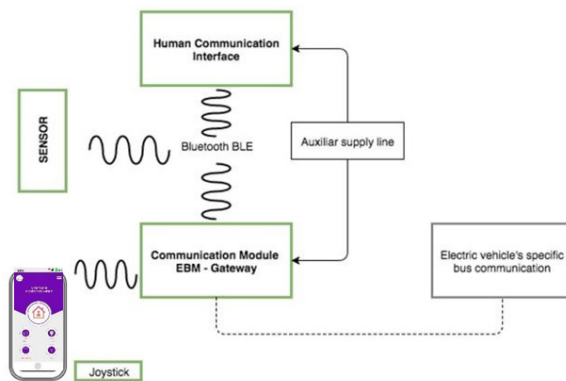 Human Communication
Interface
SENSOR
Bluetooth BLE
Auxiliar supply line
Communication Module
EBM - Gateway
Electric vehicle's specific
bus communication
Joystick